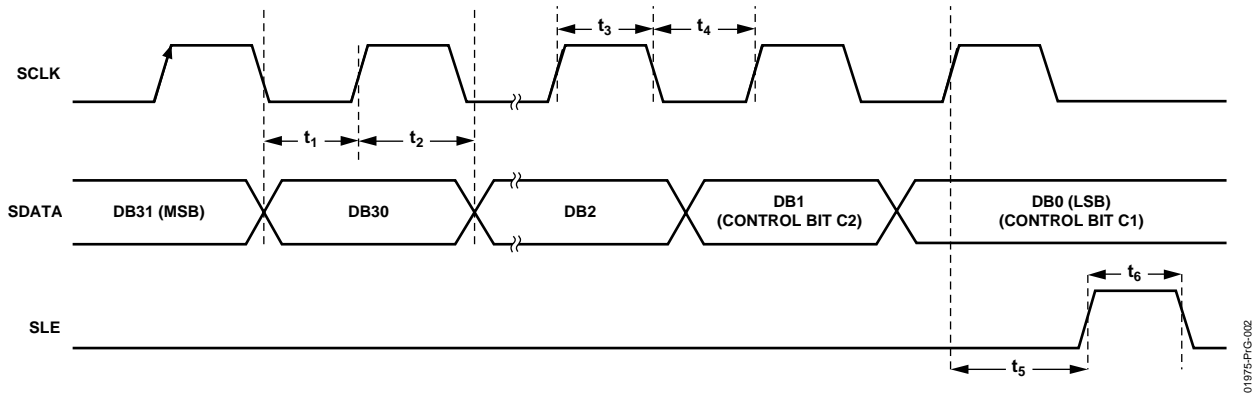 t3
t4
SCLK
t1
t2
SDATA
DB31 (MSB)
DB30
DB2
DB1
(CONTROL BIT C2)
DB0 (LSB)
(CONTROL BIT C1)
t6
SLE
t5
01975-PrG-002